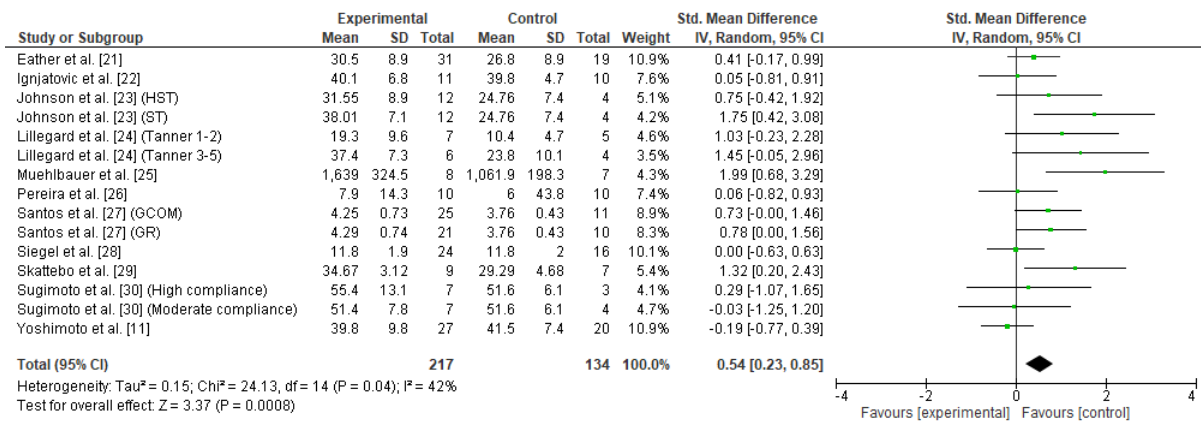 Experimental Control Std. Mean Difference Std. Mean Difference
Study or Subgroup Mean SD Total Mean SD Total Weight IV, Random, 95% CI IV, Random, 95% CI
Eather et al. [21] 30.5 8.9 31 26.8 8.9 19 10.9% 0.41 [-0.17, 0.99]
Ignjatovic et al. [22] 40.1 6.8 11 39.8 4.7 10 7.6% 0.05 [-0.81, 0.91]
Johnson et al. [23] (HST) 31.55 8.9 12 24.76 7.4 4 5.1% 0.75 [-0.42, 1.92]
Johnson et al. [23] (ST) 38.01 7.1 12 24.76 7.4 4 4.2% 1.75 [0.42, 3.08]
Lillegard et al. [24] (Tanner 1-2) 19.3 9.6 7 10.4 4.7 5 4.6% 1.03 [-0.23, 2.28]
Lillegard et al. [24] (Tanner 3-5) 37.4 7.3 6 23.8 10.1 4 3.5% 1.45 [-0.05, 2.96]
Muehlbauer et al. [25] 1,639 324.5 8 1,061.9 198.3 7 4.3% 1.99 [0.68, 3.29]
Pereira et al. [26] 7.9 14.3 10 6 43.8 10 7.4% 0.06 [-0.82, 0.93]
Santos et al. [27] (GCOM) 4.25 0.73 25 3.76 0.43 11 8.9% 0.73 [-0.00, 1.46]
Santos et al. [27] (GR) 4.29 0.74 21 3.76 0.43 10 8.3% 0.78 [0.00, 1.56]
Siegel et al. [28] 11.8 1.9 24 11.8 2 16 10.1% 0.00 [-0.63, 0.63]
Skattebo et al. [29] 34.67 3.12 9 29.29 4.68 7 5.4% 1.32 [0.20, 2.43]
Sugimoto et al. [30] (High compliance) 55.4 13.1 7 51.6 6.1 3 4.0% 0.29 [-1.07, 1.65]
Sugimoto et al. [30] (Moderate compliance) 51.4 7.8 7 51.6 6.1 4 4.7% -0.03 [-1.25, 1.20]
Yoshimoto et al. [11] 39.8 9.8 27 41.5 7.4 20 10.9% -0.19 [-0.77, 0.39]
Total (95% CI) 217 134 100.0% 0.54 [0.23, 0.85]
Heterogeneity: Tau² = 0.15; Chi² = 24.13, df = 14 (P = 0.04); I² = 42%
Test for overall effect: Z = 3.37 (P = 0.0008)
-4 -2 0 2 4
Favours [experimental] Favours [control]